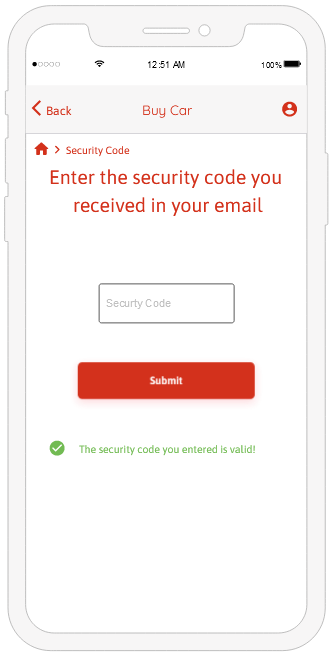 12:51 AM
100%
Back
Buy Car
Security Code
Enter the security code you
received in your email
Securty Code
Submit
The security code you entered is valid!